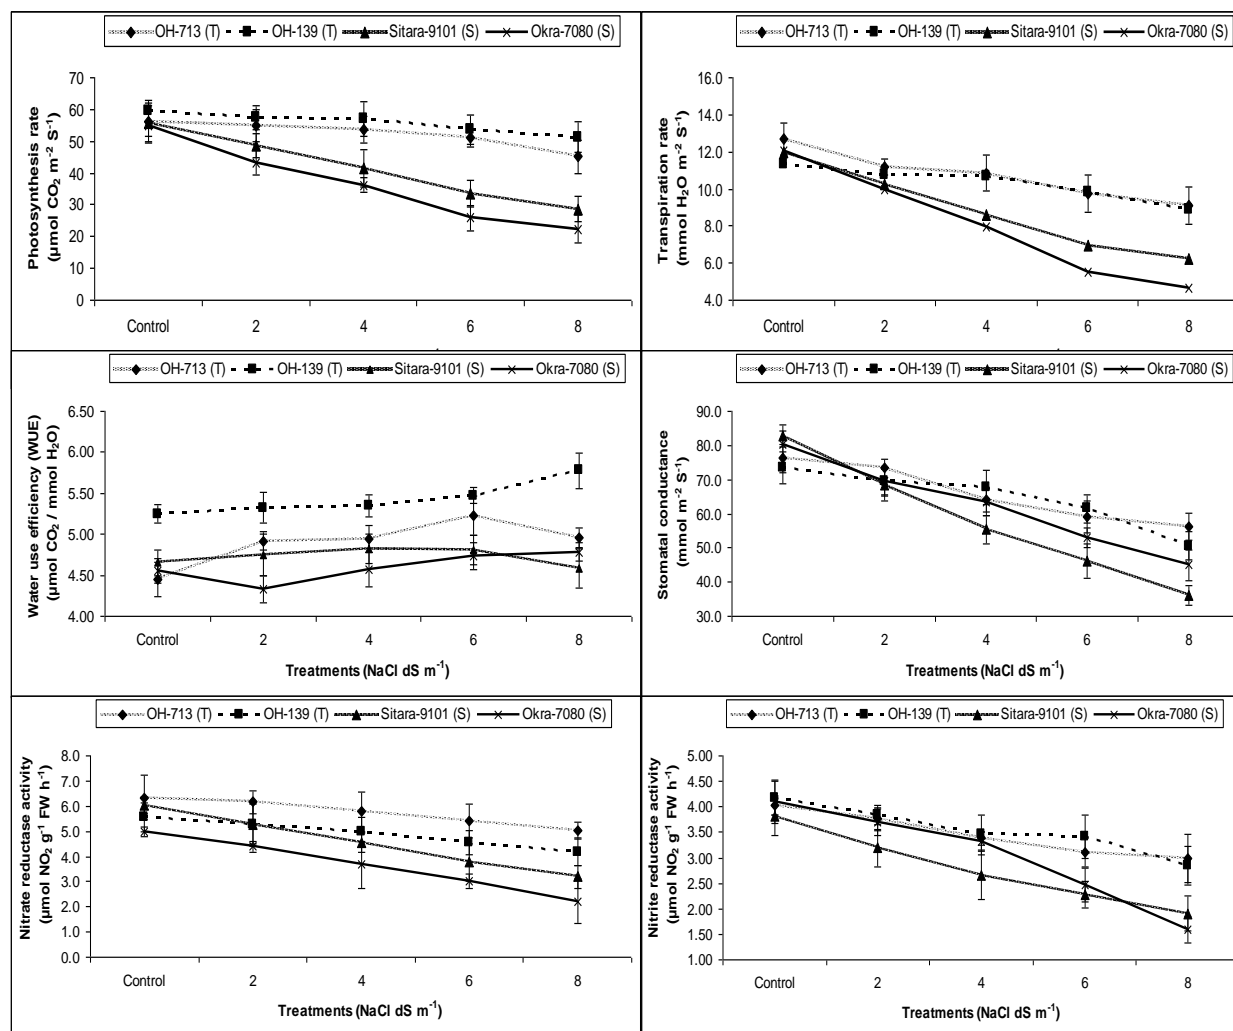 OH-713 (T) OH-139 (T) Sitara-9101 (S) Okra-7080 (S)
Photosynthesis rate
(µmol CO₂ m⁻² S⁻¹)
70
60
50
40
30
20
10
0
Control 2 4 6 8
OH-713 (T) OH-139 (T) Sitara-9101 (S) Okra-7080 (S)
Transpiration rate
(mmol H₂O m⁻² S⁻¹)
16.0
14.0
12.0
10.0
8.0
6.0
4.0
Control 2 4 6 8
OH-713 (T) OH-139 (T) Sitara-9101 (S) Okra-7080 (S)
Water use efficiency (WUE)
(µmol CO₂ / mmol H₂O)
6.50
6.00
5.50
5.00
4.50
4.00
Control 2 4 6 8
Treatments (NaCl dS m⁻¹)
OH-713 (T) OH-139 (T) Sitara-9101 (S) Okra-7080 (S)
Stomatal conductance
(mmol m⁻² S⁻¹)
90.0
80.0
70.0
60.0
50.0
40.0
30.0
Control 2 4 6 8
Treatments (NaCl dS m⁻¹)
OH-713 (T) OH-139 (T) Sitara-9101 (S) Okra-7080 (S)
Nitrate reductase activity
(µmol NO₂ g⁻¹ FW h⁻¹)
8.0
7.0
6.0
5.0
4.0
3.0
2.0
1.0
0.0
Control 2 4 6 8
Treatments (NaCl dS m⁻¹)
OH-713 (T) OH-139 (T) Sitara-9101 (S) Okra-7080 (S)
Nitrite reductase activity
(µmol NO₂ g⁻¹ FW h⁻¹)
5.00
4.50
4.00
3.50
3.00
2.50
2.00
1.50
1.00
Control 2 4 6 8
Treatments (NaCl dS m⁻¹)